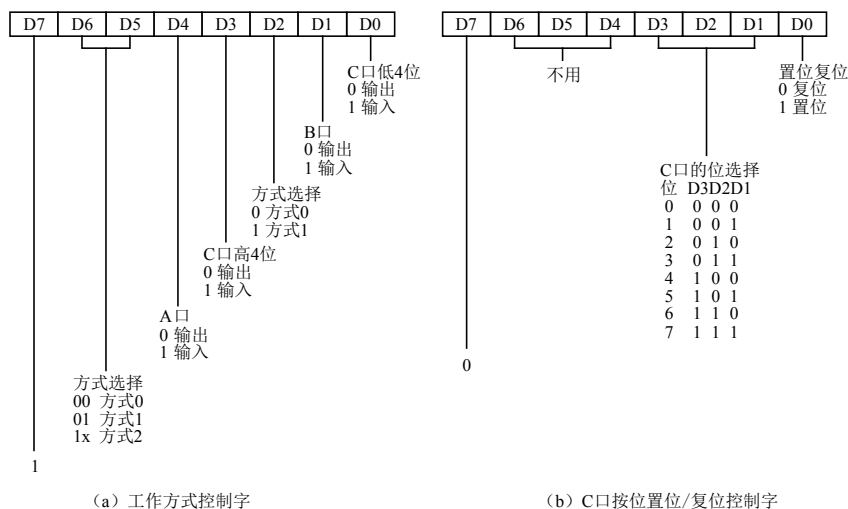 D7 D6 D5 D4 D3 D2 D1 D0
C口低4位
0 输出
1 输入
B口
0 输出
1 输入
方式选择
0 方式0
1 方式1
C口高4位
0 输出
1 输入
A口
0 输出
1 输入
方式选择
00 方式0
01 方式1
1x 方式2
1
(a) 工作方式控制字
D7 D6 D5 D4 D3 D2 D1 D0
不用
置位复位
0 复位
1 置位
C口的位选择
位 D3D2D1
0 0 0 0
1 0 0 1
2 0 1 0
3 0 1 1
4 1 0 0
5 1 0 1
6 1 1 0
7 1 1 1
0
(b) C口按位置位/复位控制字